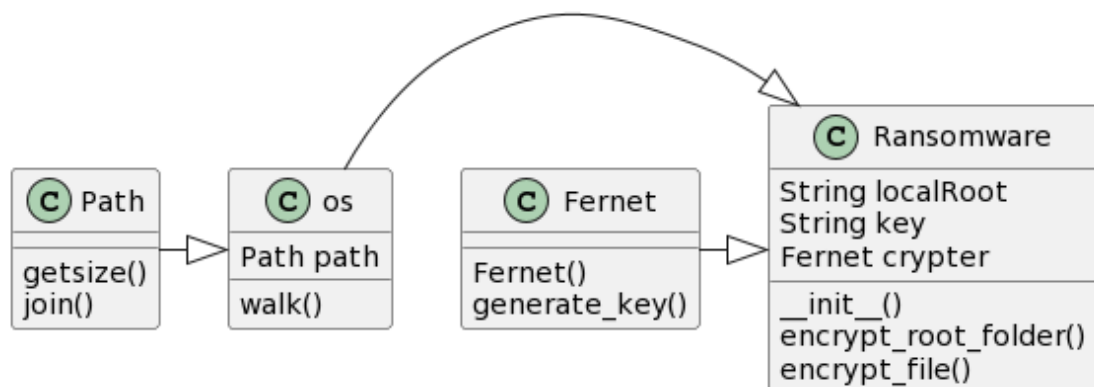 C Path
getsize()
join()
C os
Path path
walk()
C Fernet
Fernet()
generate_key()
C Ransomware
String localRoot
String key
Fernet crypter
__init__()
encrypt_root_folder()
encrypt_file()